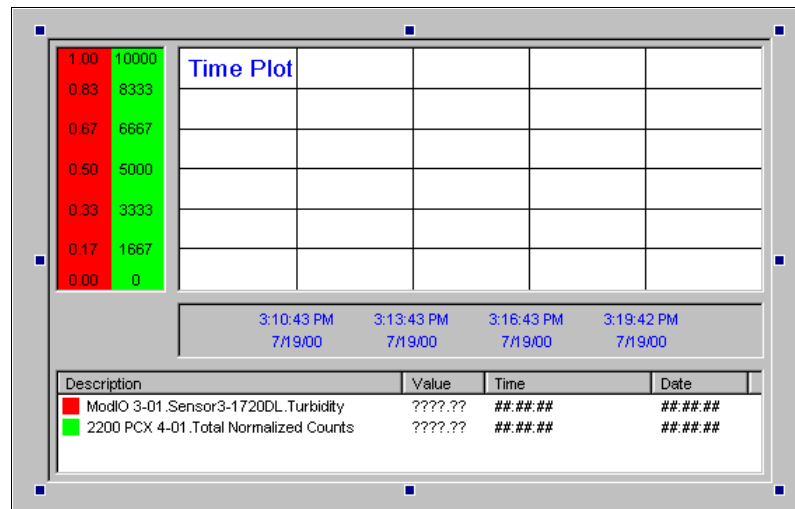 1.00 10000
Time Plot
0.83 8333
0.67 6667
0.50 5000
0.33 3333
0.17 1667
0.00 0
3:10:43 PM 3:13:43 PM 3:16:43 PM 3:19:42 PM
7/19/00 7/19/00 7/19/00 7/19/00
Description Value Time Date
ModIO 3-01.Sensor3-1720DL.Turbidity ????.?? ##:##:## ##:##:##
2200 PCX 4-01.Total Normalized Counts ????.?? ##:##:## ##:##:##